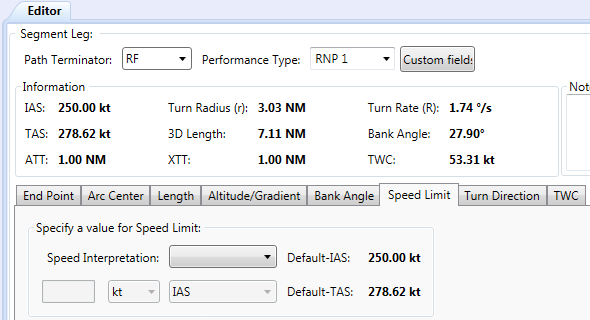 Editor
Segment Leg:
Path Terminator: RF Performance Type: RNP 1 Custom fields
Information
IAS: 250.00 kt Turn Radius (r): 3.03 NM Turn Rate (R): 1.74 °/s
TAS: 278.62 kt 3D Length: 7.11 NM Bank Angle: 27.90°
ATT: 1.00 NM XTT: 1.00 NM TWC: 53.31 kt
Not
End Point Arc Center Length Altitude/Gradient Bank Angle Speed Limit Turn Direction TWC
Specify a value for Speed Limit:
Speed Interpretation: Default-IAS: 250.00 kt
kt IAS Default-TAS: 278.62 kt